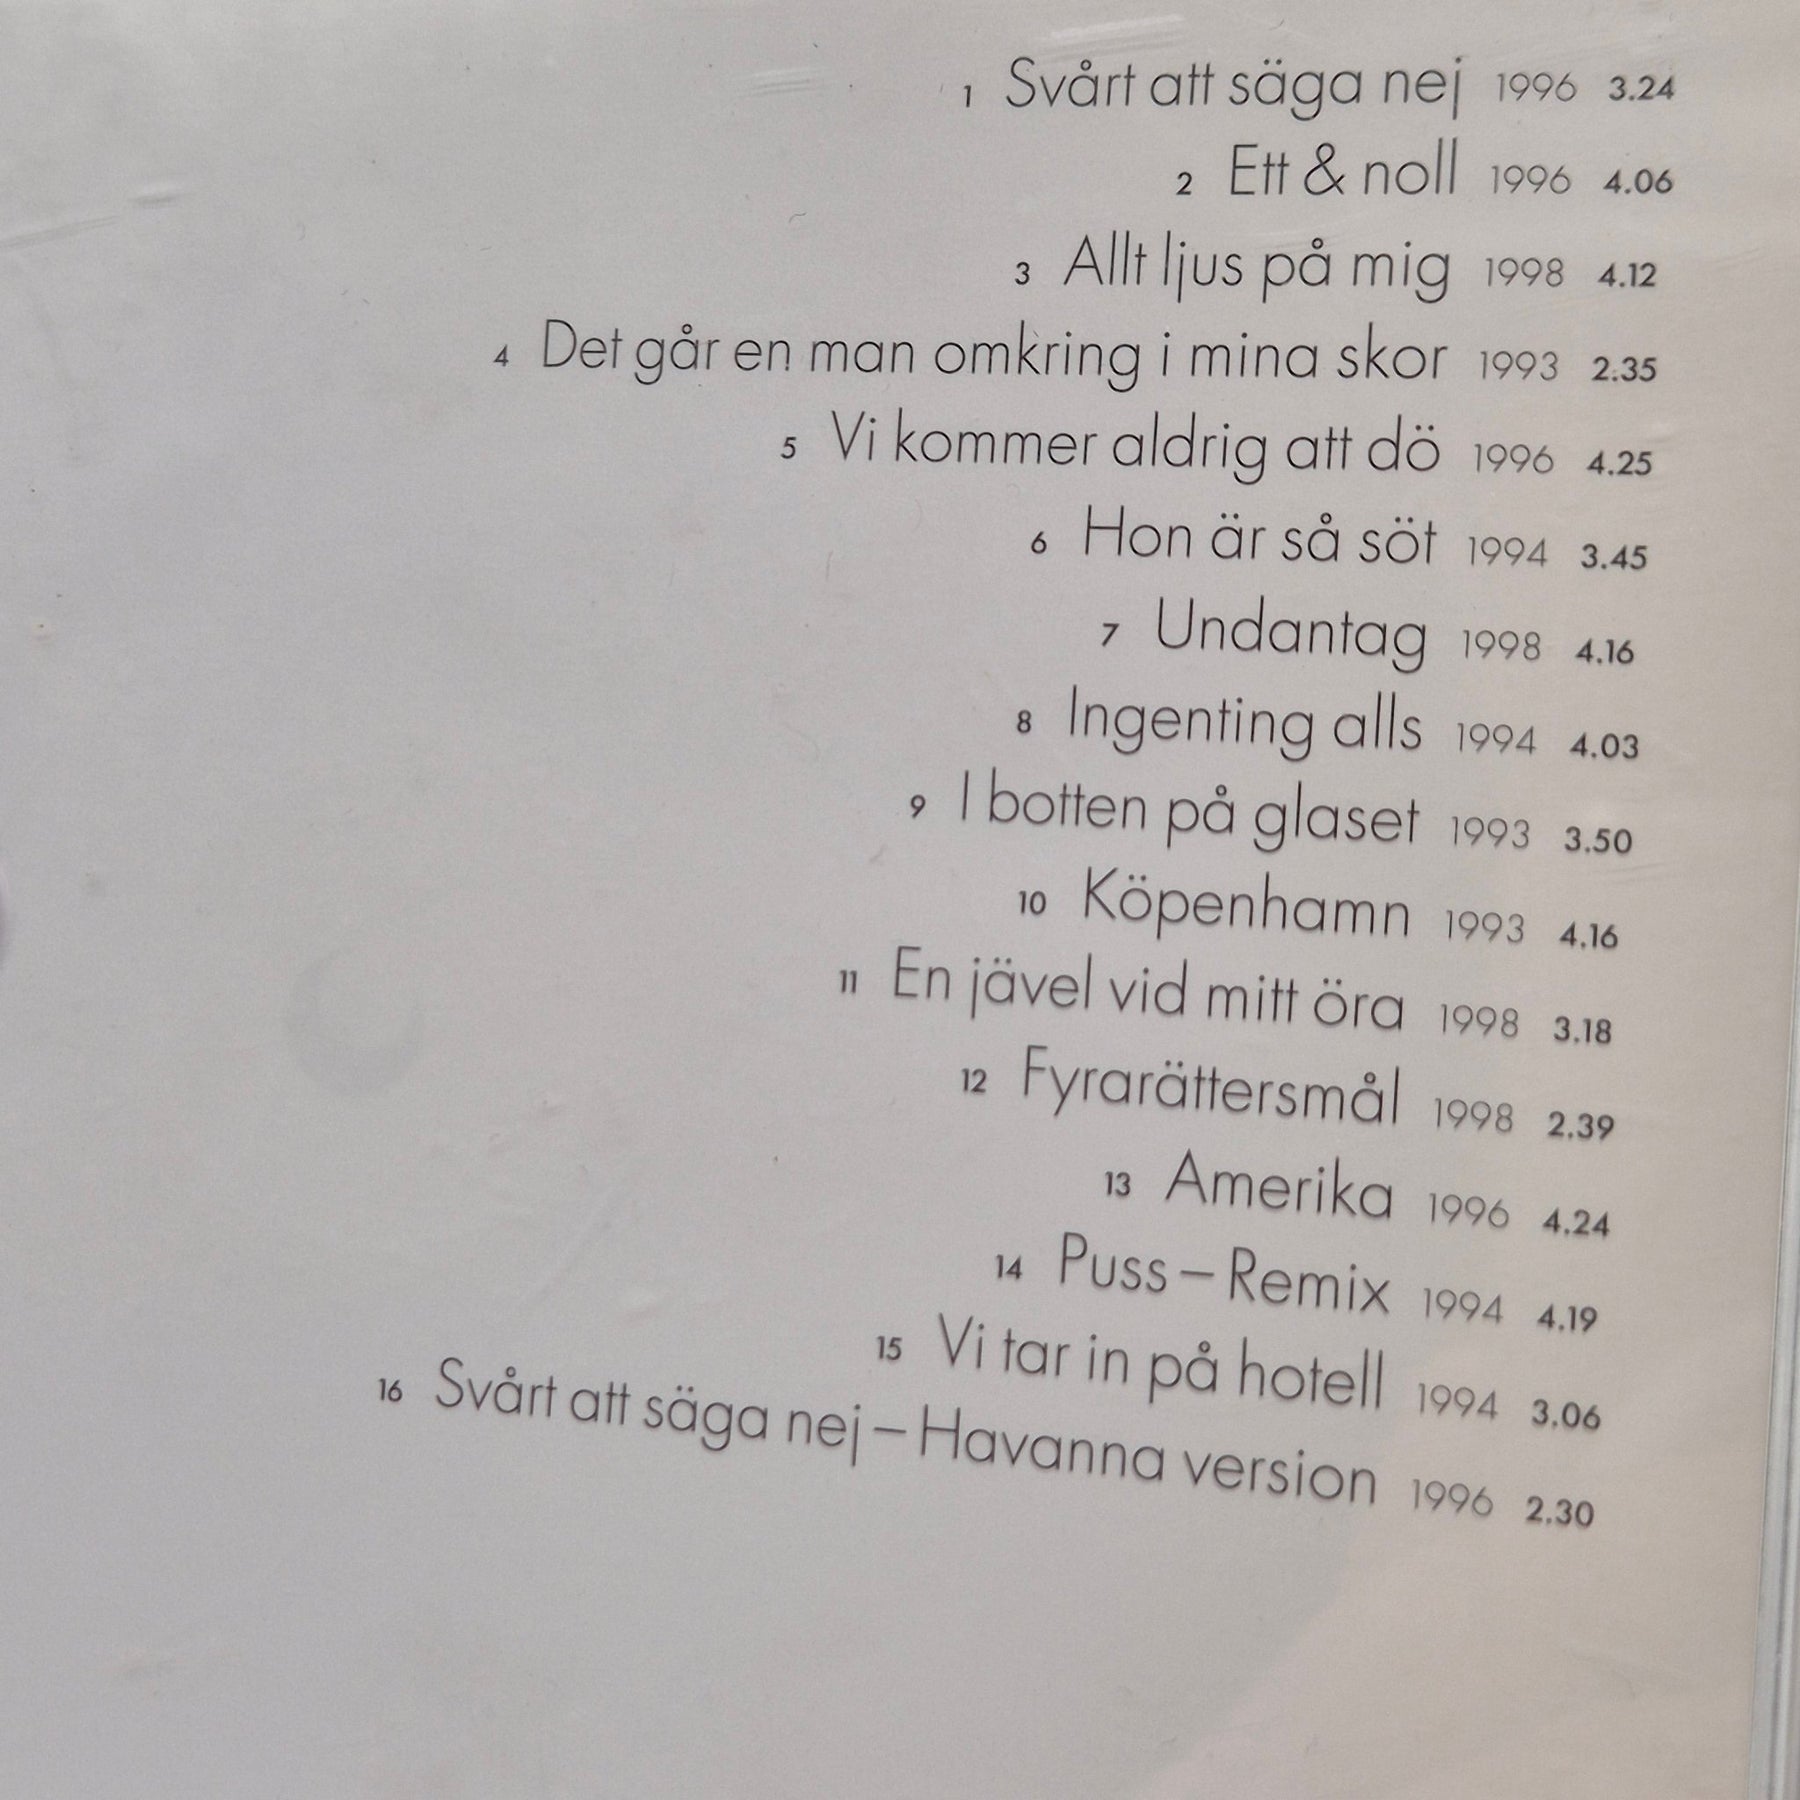 1 Svårt att säga nej 1996 3.24
2 Ett & noll 1996 4.06
3 Allt ljus på mig 1998 4.12
4 Det går en man omkring i mina skor 1993 2.35
5 Vi kommer aldrig att dö 1996 4.25
6 Hon är så söt 1994 3.45
7 Undantag 1998 4.16
8 Ingenting alls 1994 4.03
9 I botten på glaset 1993 3.50
10 Köpenhamn 1993 4.16
11 En jävel vid mitt öra 1998 3.18
12 Fyrarättersmål 1998 2.39
13 Amerika 1996 4.24
14 Puss – Remix 1994 4.19
15 Vi tar in på hotell 1994 3.06
16 Svårt att säga nej – Havanna version 1996 2.30